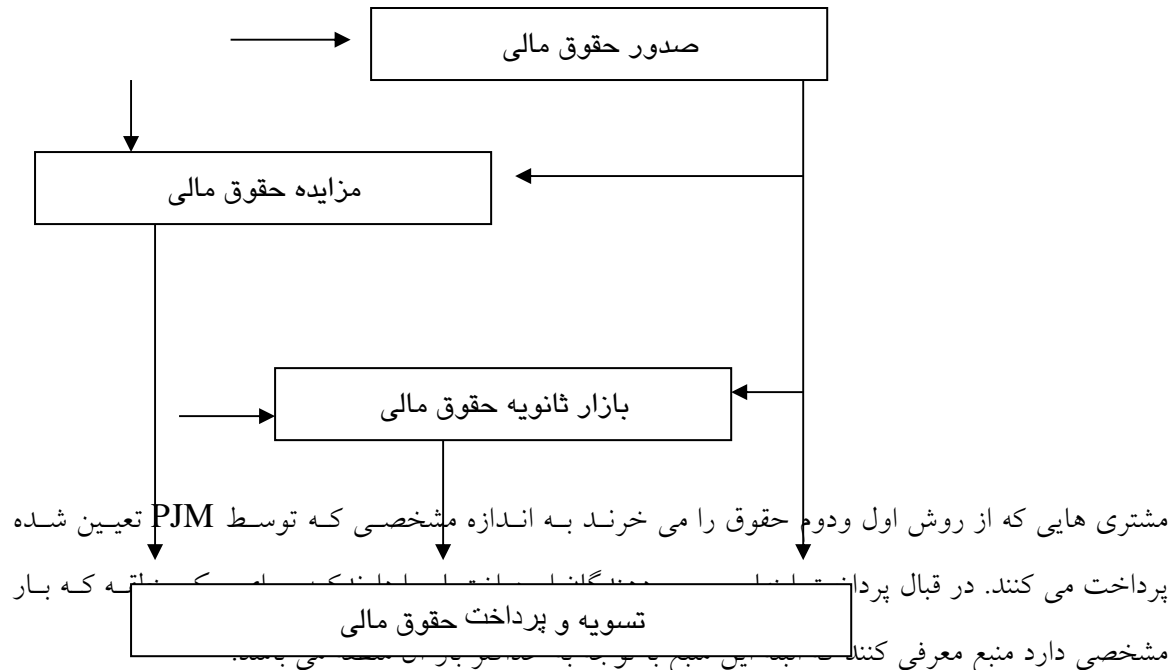 صدور حقوق مالی
مزایده حقوق مالی
بازار ثانویه حقوق مالی
مشتری هایی که از روش اول ودوم حقوق را می خرند به اندازه مشخصی که توسط PJM تعیین شده
پرداخت می کنند. در قبال که بار
تسویه و پرداخت حقوق مالی
مشخصی دارد منبع معرفی کنند